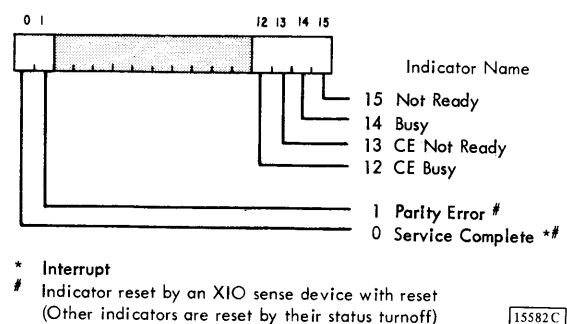 0 1 12 13 14 15
Indicator Name
15 Not Ready
14 Busy
13 CE Not Ready
12 CE Busy
1 Parity Error #
0 Service Complete *#
* Interrupt
# Indicator reset by an XIO sense device with reset
(Other indicators are reset by their status turnoff)
15582C